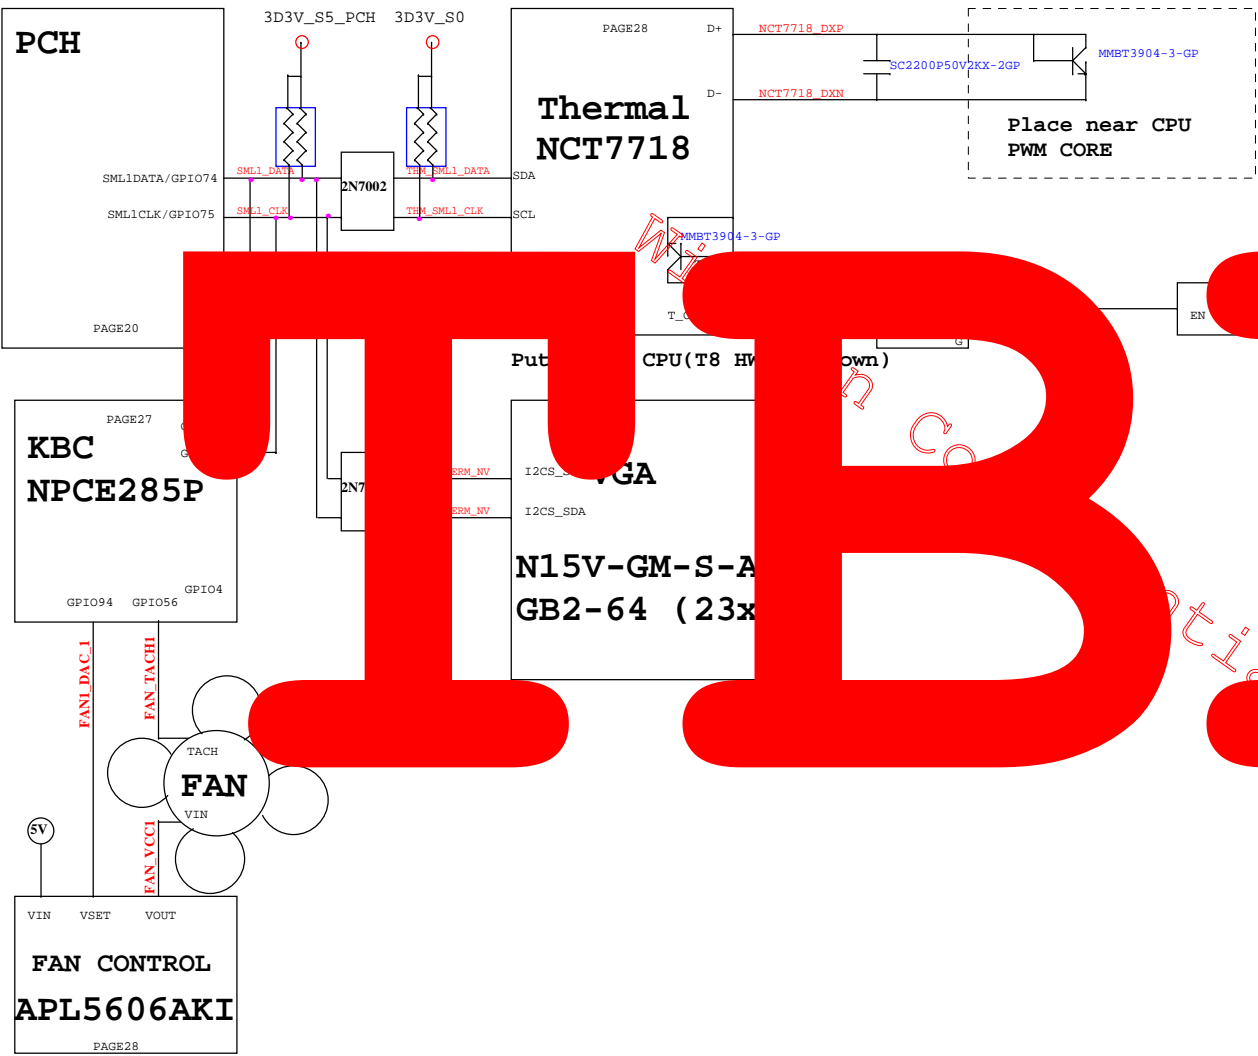 3D3V_S5_PCH 3D3V_S0
PCH
SML1DATA/GPIO74
SML1CLK/GPIO75
PAGE20
SML1_DATA
SML1_CLK
2N7002
THM_SML1_DATA
THM_SML1_CLK
PAGE28
D+
D-
Thermal
NCT7718
SDA
SCL
NCT7718_DXP
NCT7718_DXN
SC2200P50V2KX-2GP
MMBT3904-3-GP
Place near CPU
PWM CORE
MMBT3904-3-GP
EN
G
CPU(T8
TB
PAGE27
KBC
NPCE285P
GPIO4
GPIO94 GPIO56
I2CS_SDA
VGA
N15V-GM-S-A
GB2-64 (23x
FAN1_DAC_1
FAN_TACH1
TACH
FAN
VIN
FAN_VCC1
5V
VIN VSET VOUT
FAN CONTROL
APL5606AKI
PAGE28